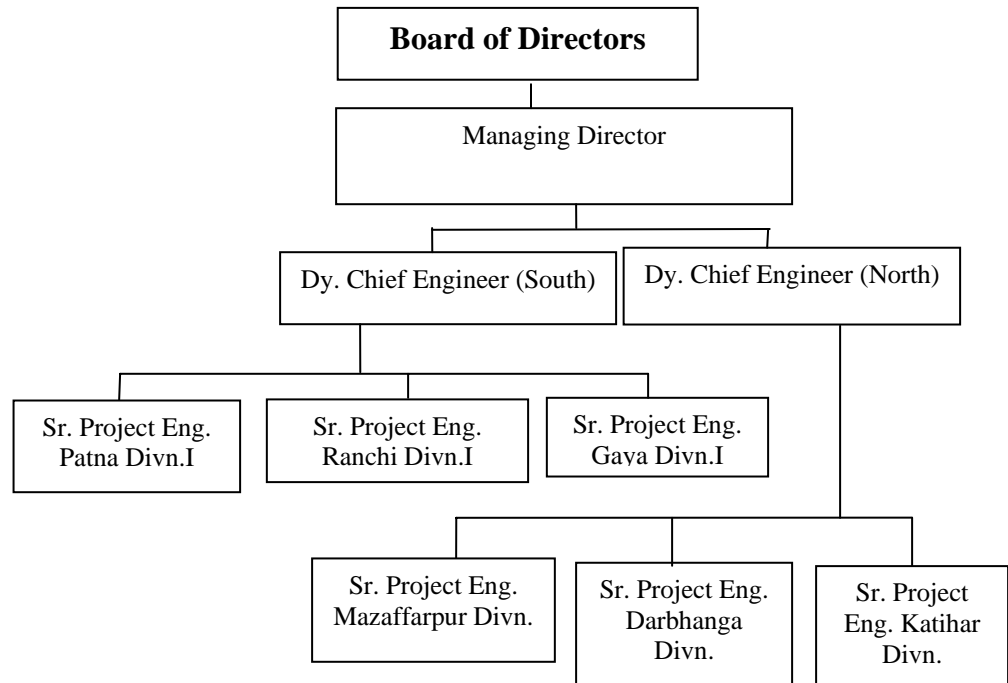 Board of Directors
Managing Director
Dy. Chief Engineer (South)
Dy. Chief Engineer (North)
Sr. Project Eng.
Patna Divn.I
Sr. Project Eng.
Ranchi Divn.I
Sr. Project Eng.
Gaya Divn.I
Sr. Project Eng.
Mazaffarpur Divn.
Sr. Project Eng.
Darbhanga
Divn.
Sr. Project
Eng. Katihar
Divn.